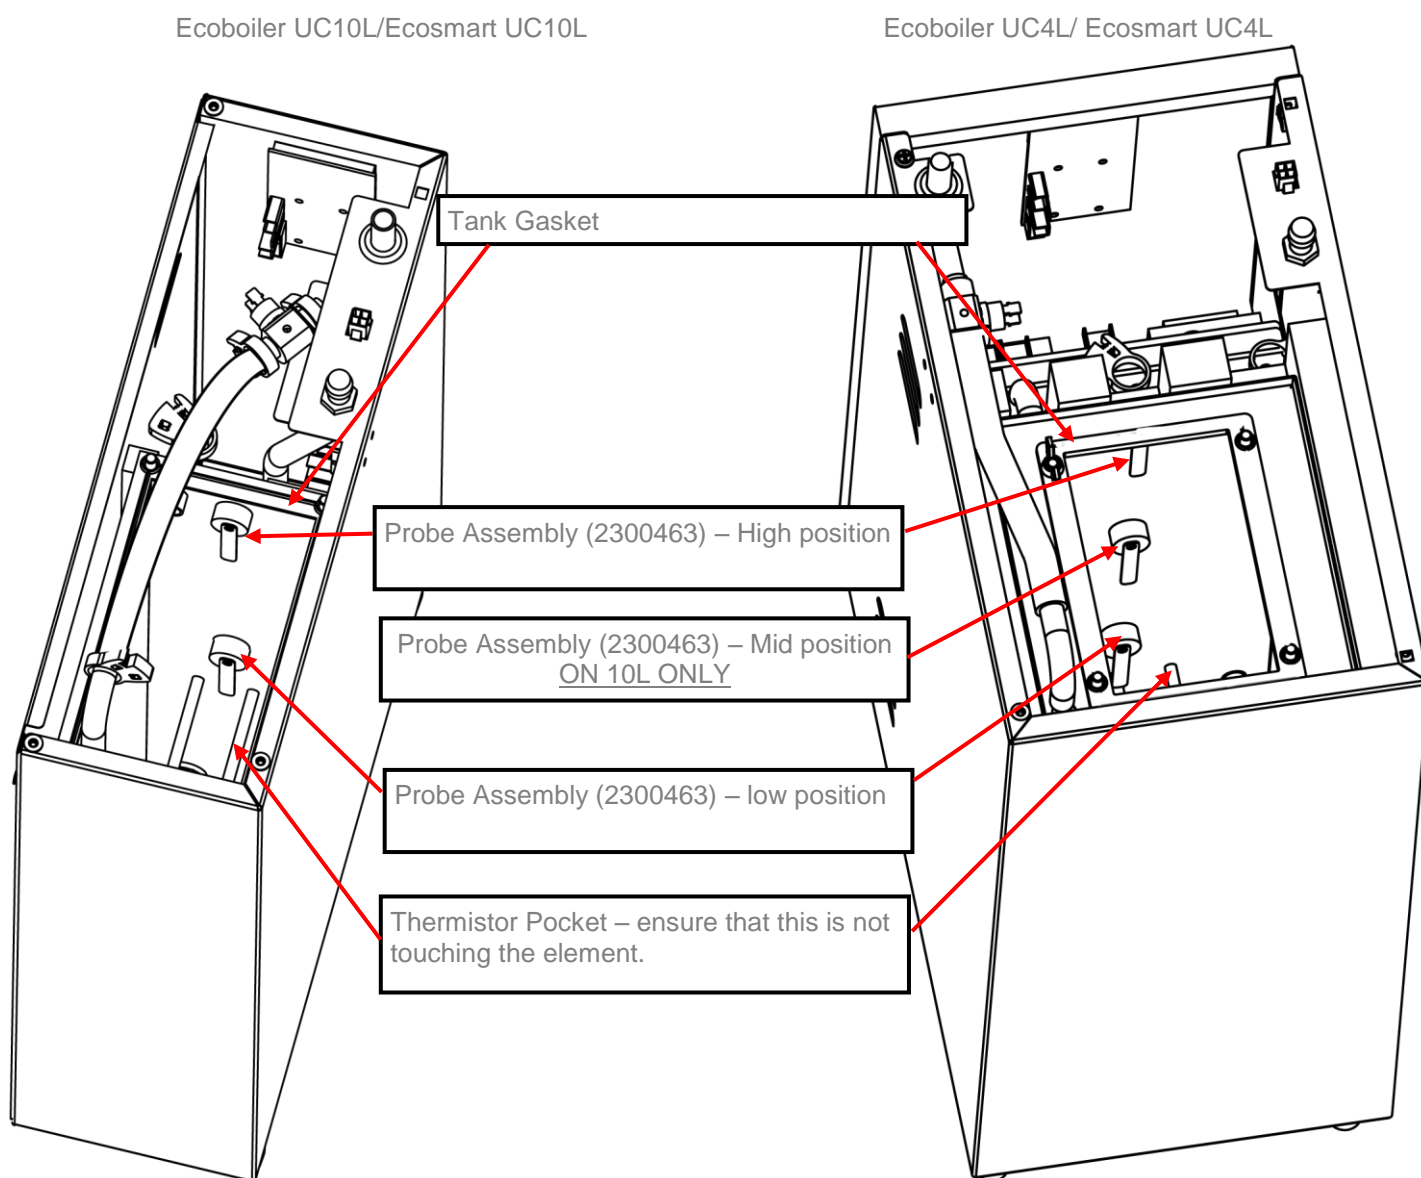 Ecoboiler UC10L/Ecosmart UC10L
Ecoboiler UC4L/ Ecosmart UC4L
Tank Gasket
Probe Assembly (2300463) – High position
Probe Assembly (2300463) – Mid position
ON 10L ONLY
Probe Assembly (2300463) – low position
Thermistor Pocket – ensure that this is not
touching the element.